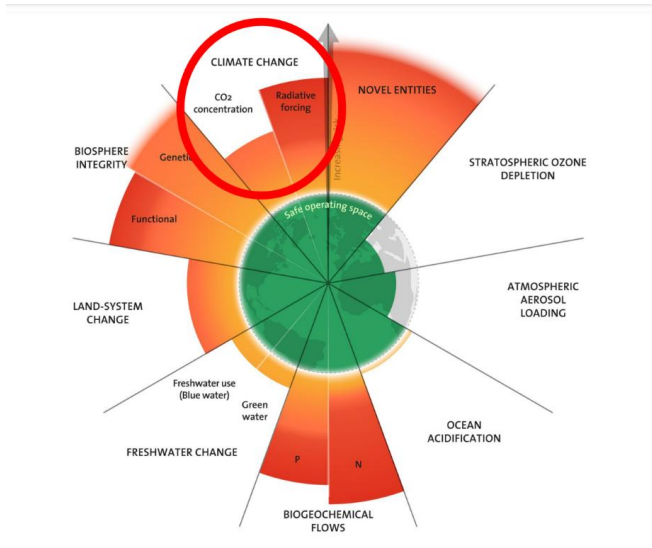 CLIMATE CHANGE
CO2
concentration
Radiative
forcing
NOVEL ENTITIES
STRATOSPHERIC OZONE
DEPLETION
ATMOSPHERIC
AEROSOL
LOADING
OCEAN
ACIDIFICATION
BIOGEOCHEMICAL
FLOWS
P
N
FRESHWATER CHANGE
Freshwater use
(Blue water)
Green
water
LAND-SYSTEM
CHANGE
BIOSPHERE
INTEGRITY
Genetic
Functional
Safe operating space